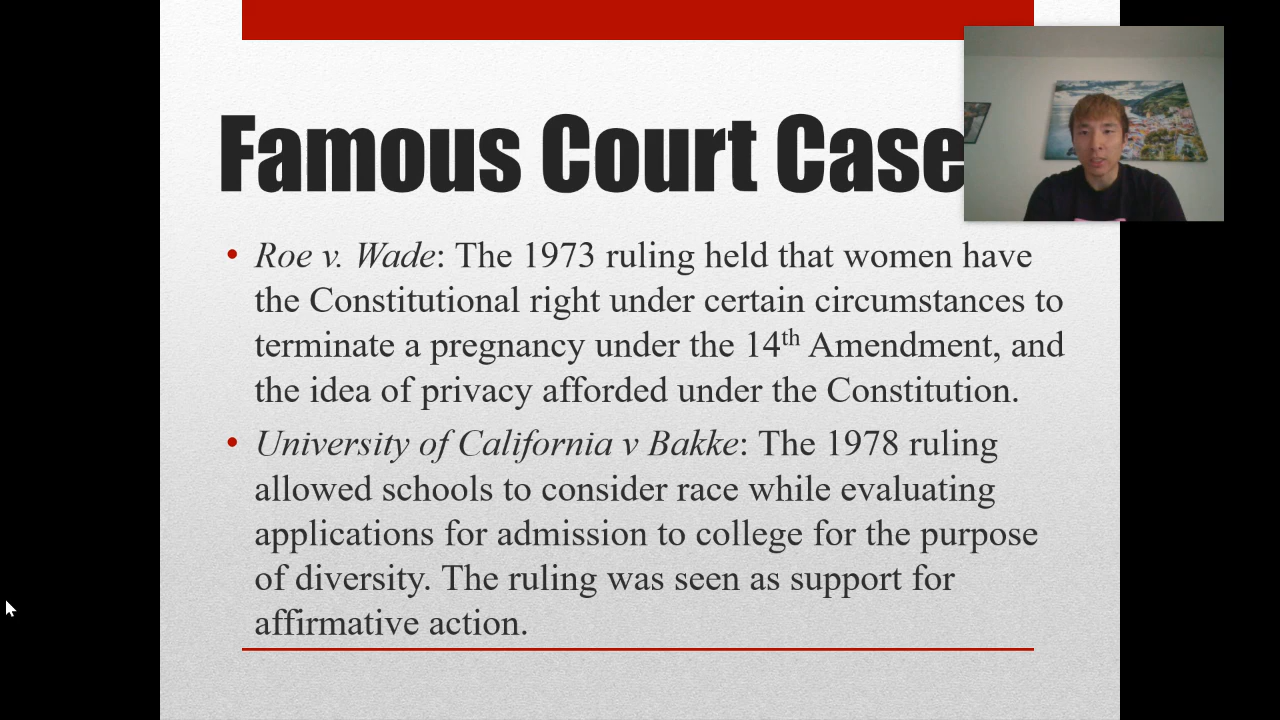 Famous Court Case
• Roe v. Wade: The 1973 ruling held that women have
the Constitutional right under certain circumstances to
terminate a pregnancy under the 14th Amendment, and
the idea of privacy afforded under the Constitution.
• University of California v Bakke: The 1978 ruling
allowed schools to consider race while evaluating
applications for admission to college for the purpose
of diversity. The ruling was seen as support for
affirmative action.